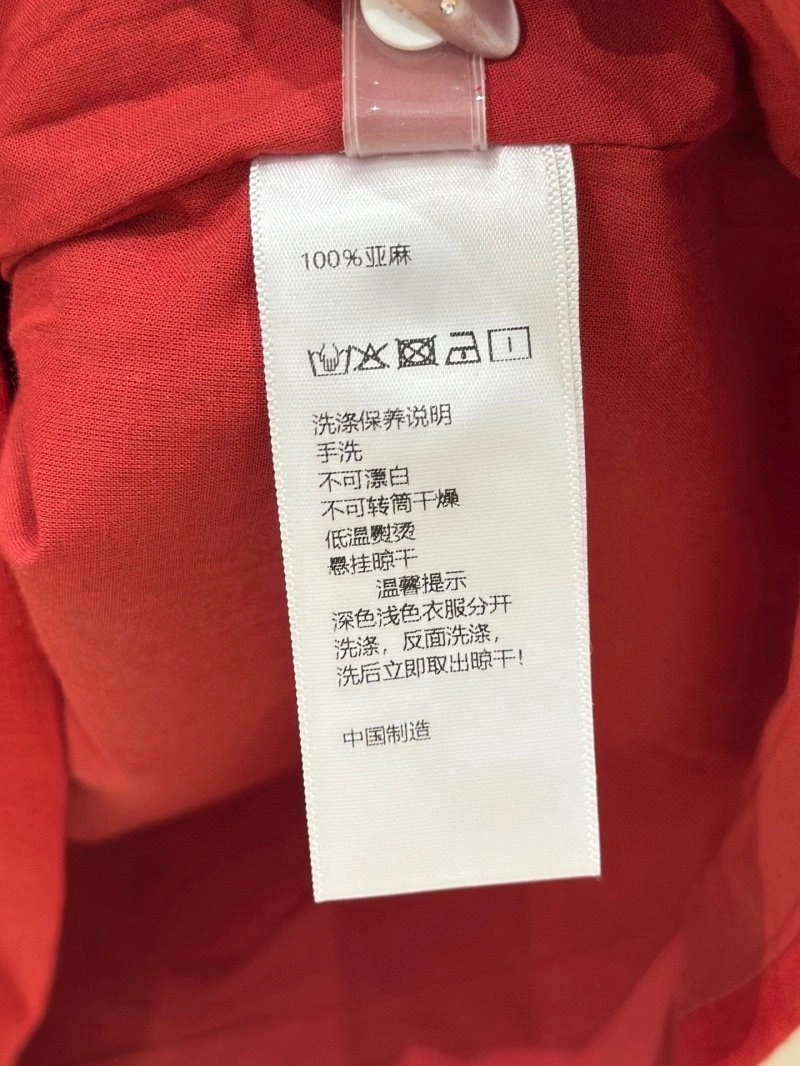 100%亚麻
洗涤保养说明
手洗
不可漂白
不可转筒干燥
低温熨烫
悬挂晾干
温馨提示
深色浅色衣服分开
洗涤，反面洗涤，
洗后立即取出晾干！
中国制造